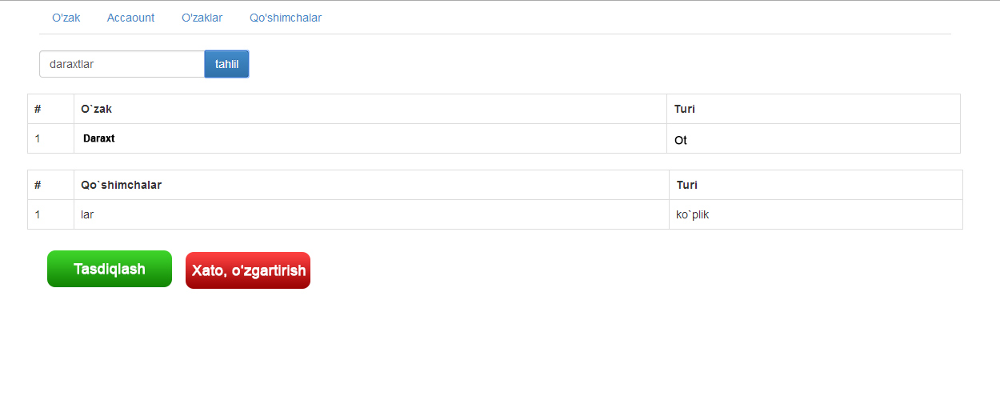 O'zak Accaount O'zaklar Qo'shimchalar
daraxtlar tahlil
# O`zak Turi
1 Daraxt Ot
# Qo`shimchalar Turi
1 lar ko`plik
Tasdiqlash Xato, o‘zgartirish